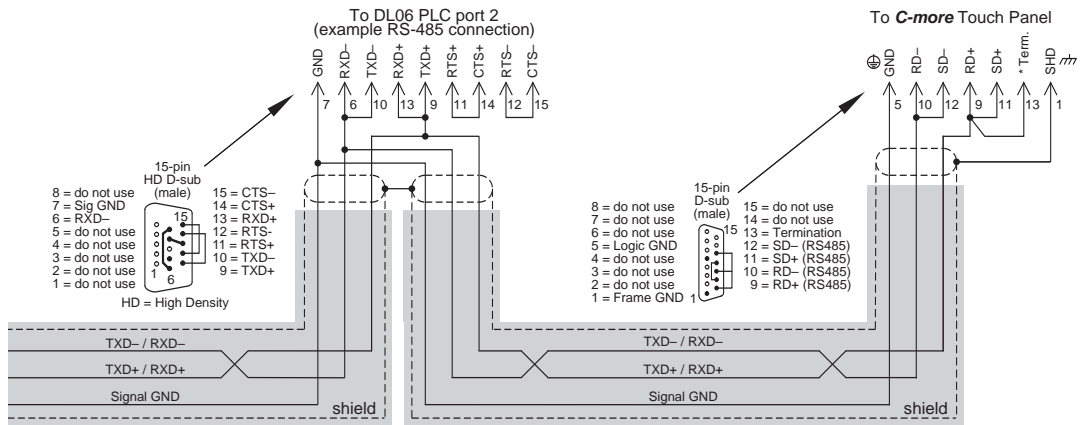 To DL06 PLC port 2
(example RS-485 connection)
GND
RXD–
TXD–
RXD+
TXD+
RTS+
CTS+
RTS–
CTS–
7
6
10
13
9
11
14
12
15
To C-more Touch Panel
GND
RD–
SD–
RD+
SD+
* Term.
SHD
5
10
12
9
11
13
1
15-pin
HD D-sub
(male)
8 = do not use
7 = Sig GND
6 = RXD–
5 = do not use
4 = do not use
3 = do not use
2 = do not use
1 = do not use
15
1
6
15 = CTS–
14 = CTS+
13 = RXD+
12 = RTS-
11 = RTS+
10 = TXD–
9 = TXD+
HD = High Density
15-pin
D-sub
(male)
8 = do not use
7 = do not use
6 = do not use
5 = Logic GND
4 = do not use
3 = do not use
2 = do not use
1 = Frame GND
15
1
15 = do not use
14 = do not use
13 = Termination
12 = SD– (RS485)
11 = SD+ (RS485)
10 = RD– (RS485)
9 = RD+ (RS485)
TXD– / RXD–
TXD+ / RXD+
Signal GND
shield
TXD– / RXD–
TXD+ / RXD+
Signal GND
shield